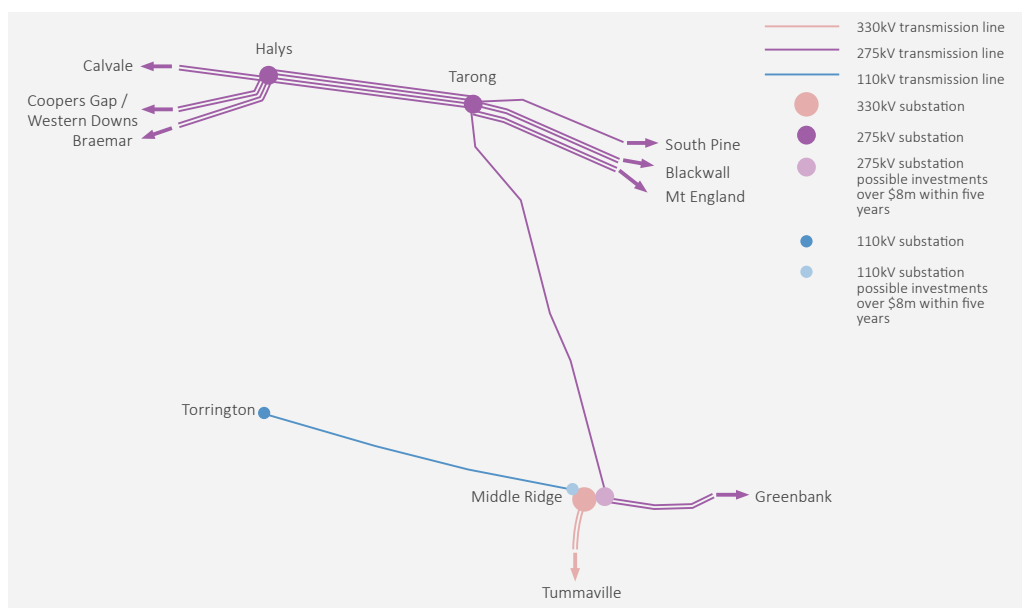 Halys
Tarong
Calvale
Coopers Gap /
Western Downs
Braemar
South Pine
Blackwall
Mt England
Torrington
Middle Ridge
Greenbank
Tummaville
330kV transmission line
275kV transmission line
110kV transmission line
330kV substation
275kV substation
275kV substation
possible investments
over $8m within five
years
110kV substation
110kV substation
possible investments
over $8m within five
years